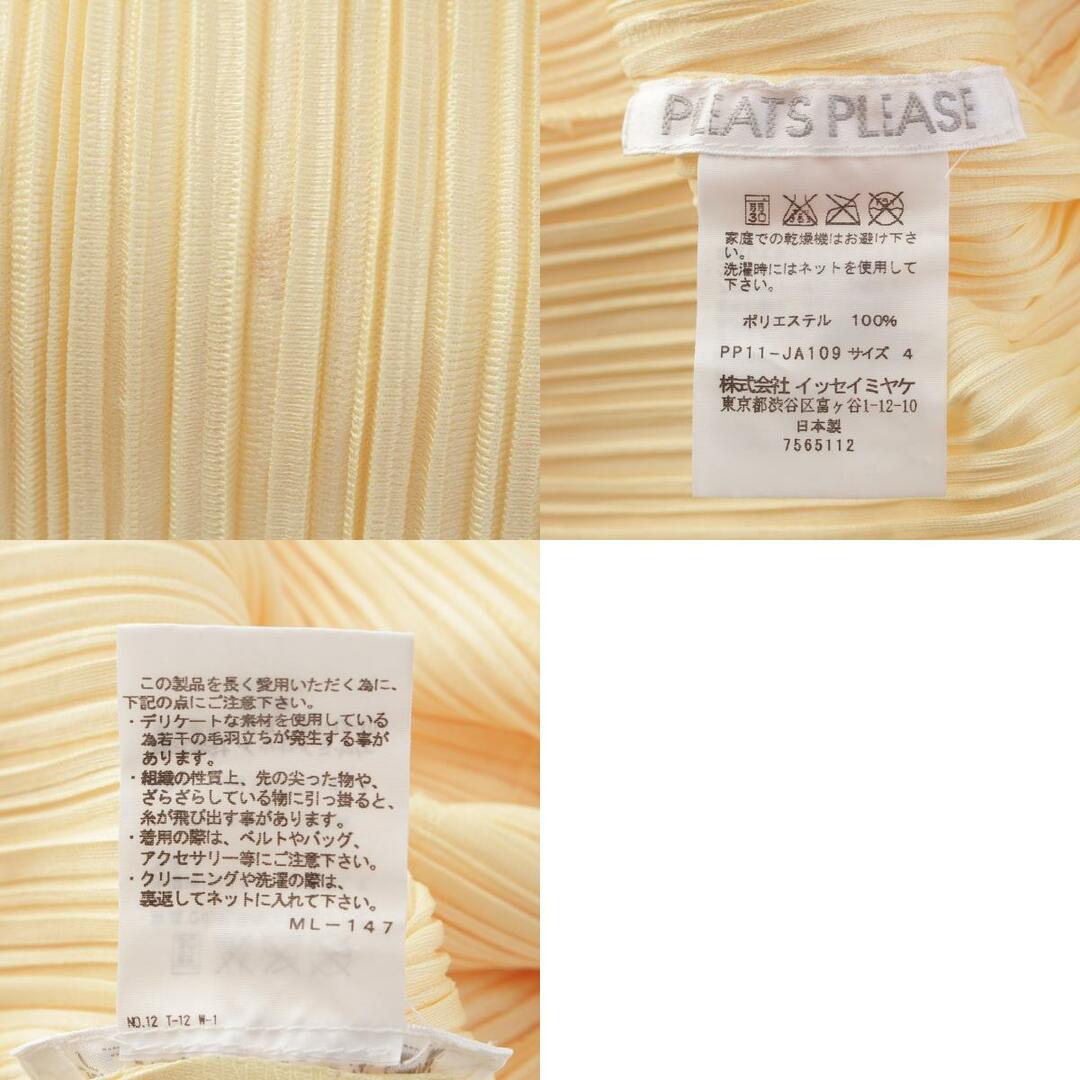 PLEATS PLEASE
30
家庭での乾燥機はお避け下さ
い。
洗濯時にはネットを使用して
下さい。
ポリエステル 100%
PP11-JA109 サイズ 4
株式会社 イッセイミヤケ
東京都渋谷区富ヶ谷1-12-10
日本製
7565112
この製品を長く愛用いただく為に、
下記の点にご注意下さい。
・デリケートな素材を使用している
為若干の毛羽立ちが発生する事が
あります。
・組織の性質上、先の尖った物や、
ざらざらしている物に引っ掛ると、
糸が飛び出す事があります。
・着用の際は、ベルトやバッグ、
アクセサリー等にご注意下さい。
・クリーニングや洗濯の際は、
裏返してネットに入れて下さい。
ML-147
NO.12 T-12 W-1